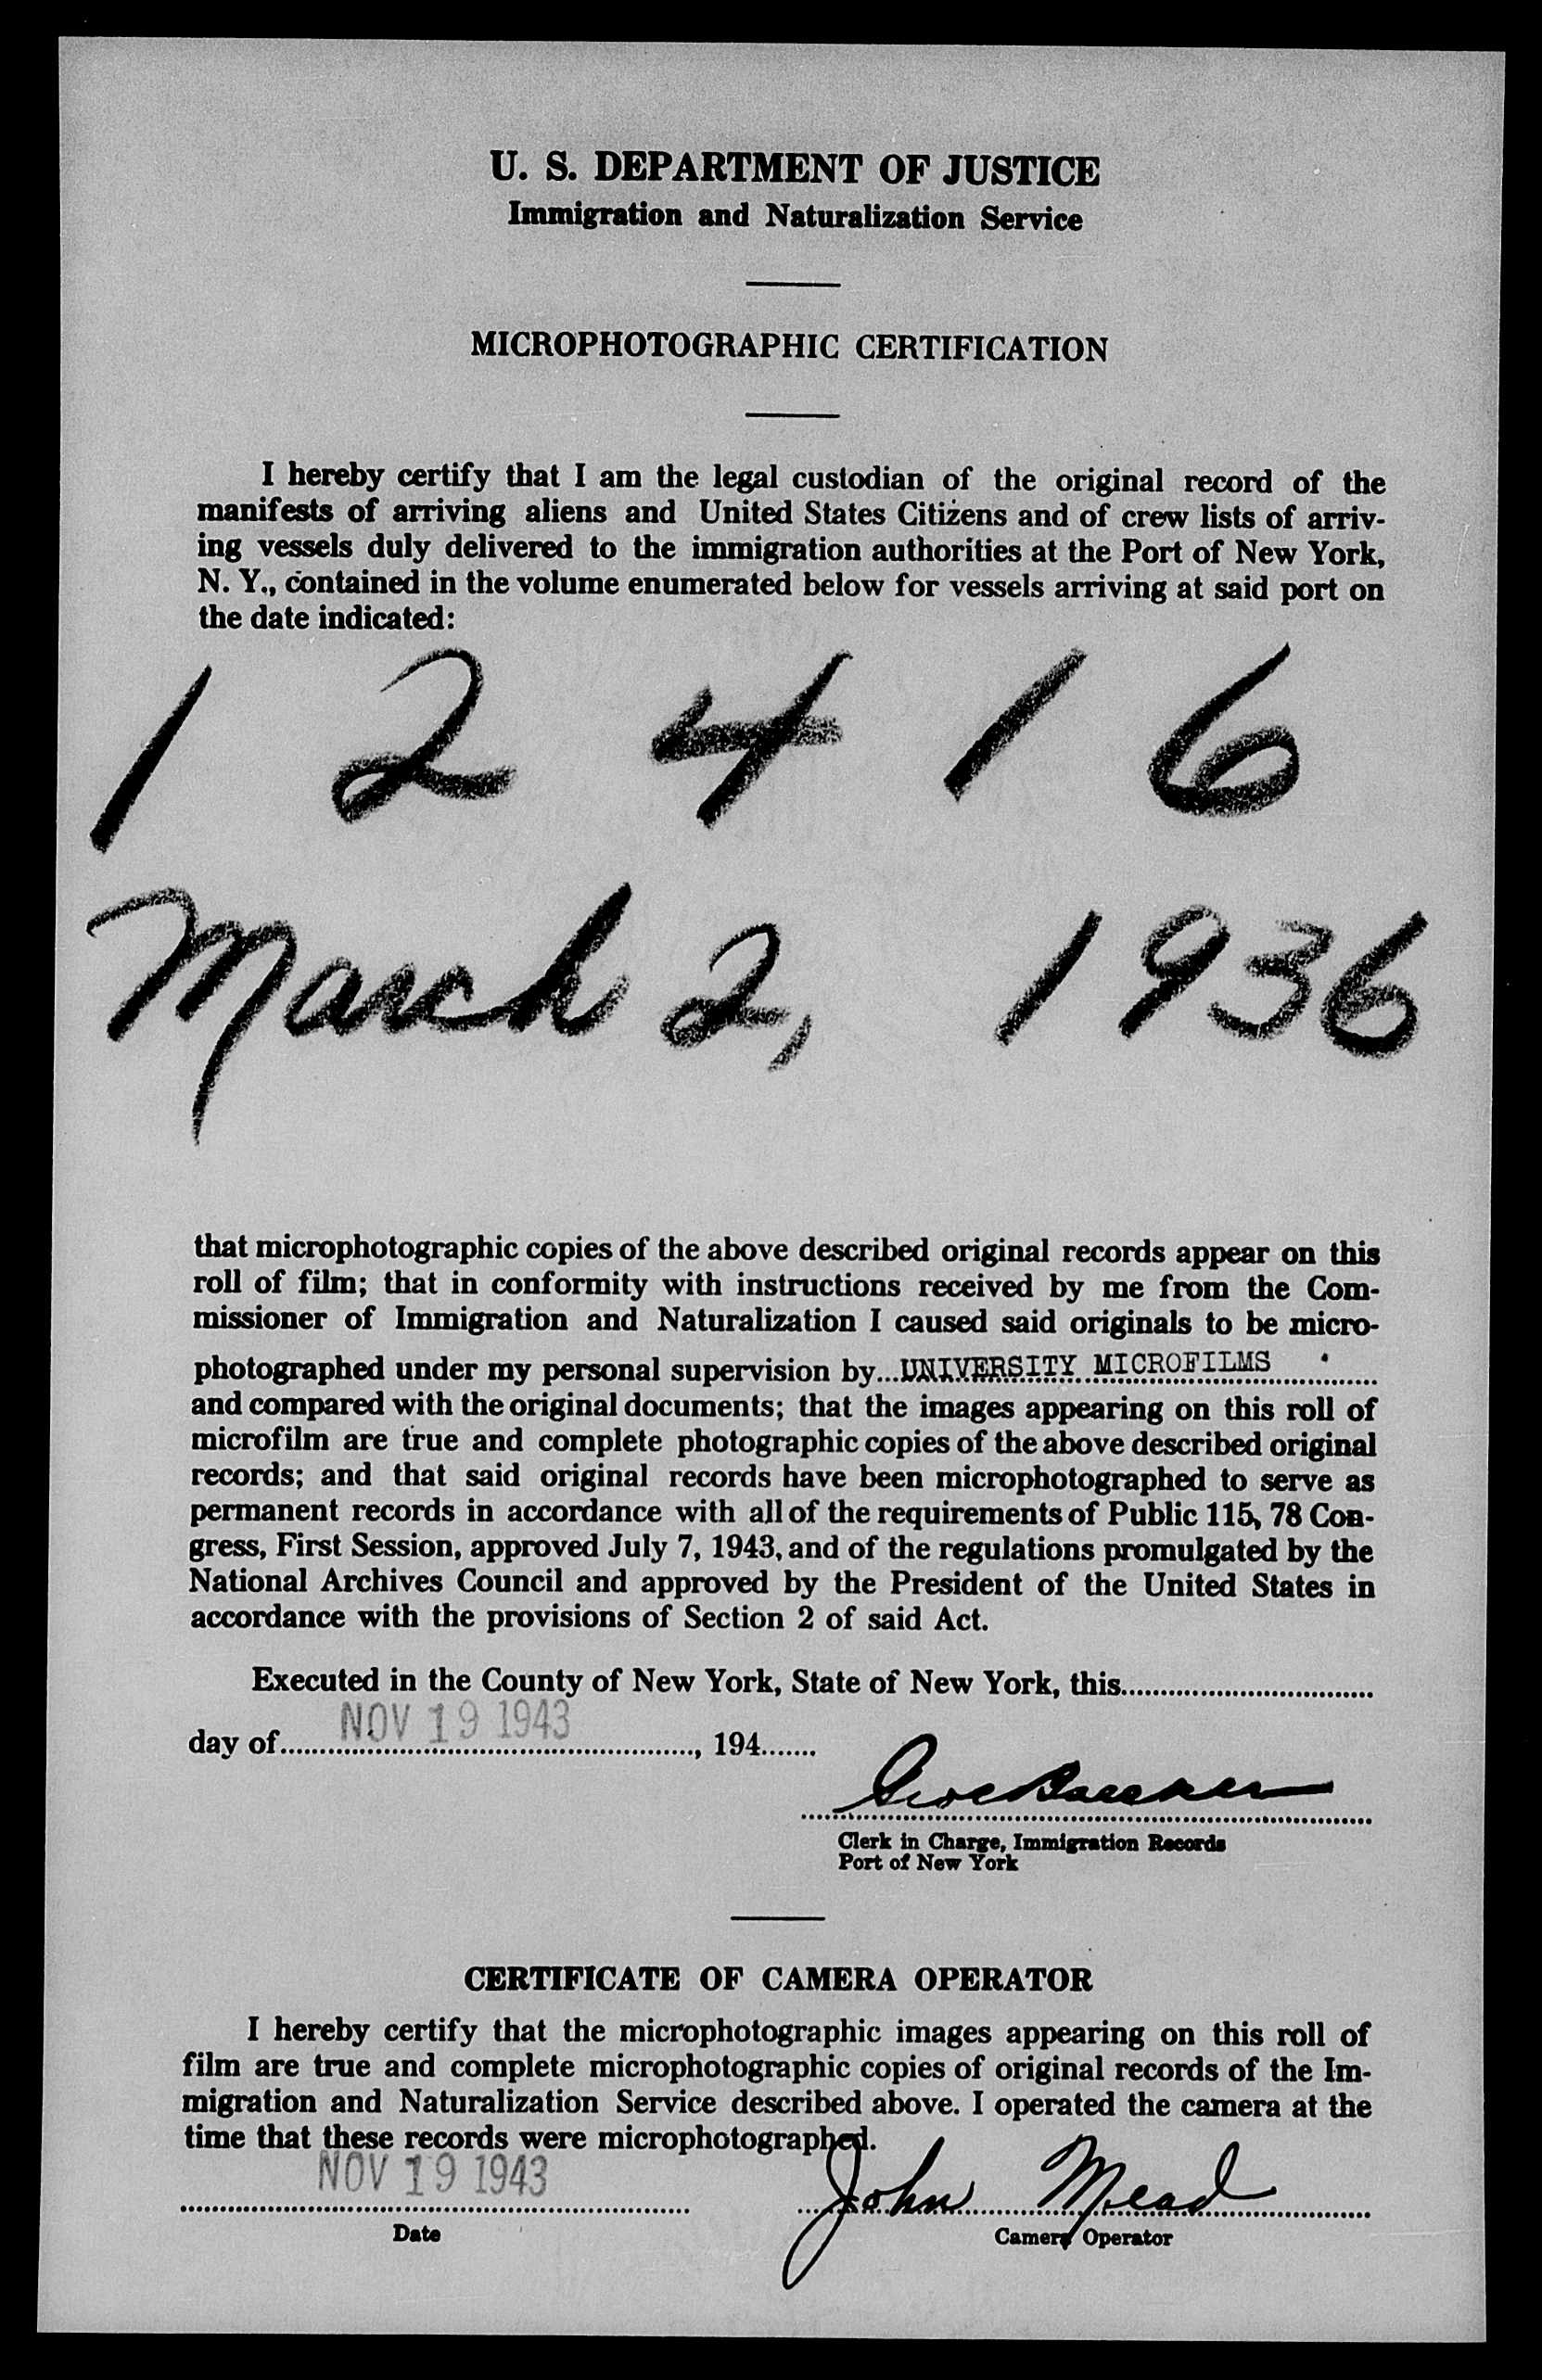 U. S. DEPARTMENT OF JUSTICE
Immigration and Naturalization Service
MICROPHOTOGRAPHIC CERTIFICATION
I hereby certify that I am the legal custodian of the original record of the
manifests of arriving aliens and United States Citizens and of crew lists of arriv-
ing vessels duly delivered to the immigration authorities at the Port of New York,
N. Y., contained in the volume enumerated below for vessels arriving at said port on
the date indicated:
1 2 4 1 6
March 2, 1936
that microphotographic copies of the above described original records appear on this
roll of film; that in conformity with instructions received by me from the Com-
missioner of Immigration and Naturalization I caused said originals to be micro-
photographed under my personal supervision by...UNIVERSITY MICROFILMS
and compared with the original documents; that the images appearing on this roll of
microfilm are true and complete photographic copies of the above described original
records; and that said original records have been microphotographed to serve as
permanent records in accordance with all of the requirements of Public 115, 78 Con-
gress, First Session, approved July 7, 1943, and of the regulations promulgated by the
National Archives Council and approved by the President of the United States in
accordance with the provisions of Section 2 of said Act.
Executed in the County of New York, State of New York, this
day of NOV 19 1943, 194
Clerk in Charge, Immigration Records
Port of New York
CERTIFICATE OF CAMERA OPERATOR
I hereby certify that the microphotographic images appearing on this roll of
film are true and complete microphotographic copies of original records of the Im-
migration and Naturalization Service described above. I operated the camera at the
time that these records were microphotographed.
NOV 19 1943 John Mead
Date Camera Operator